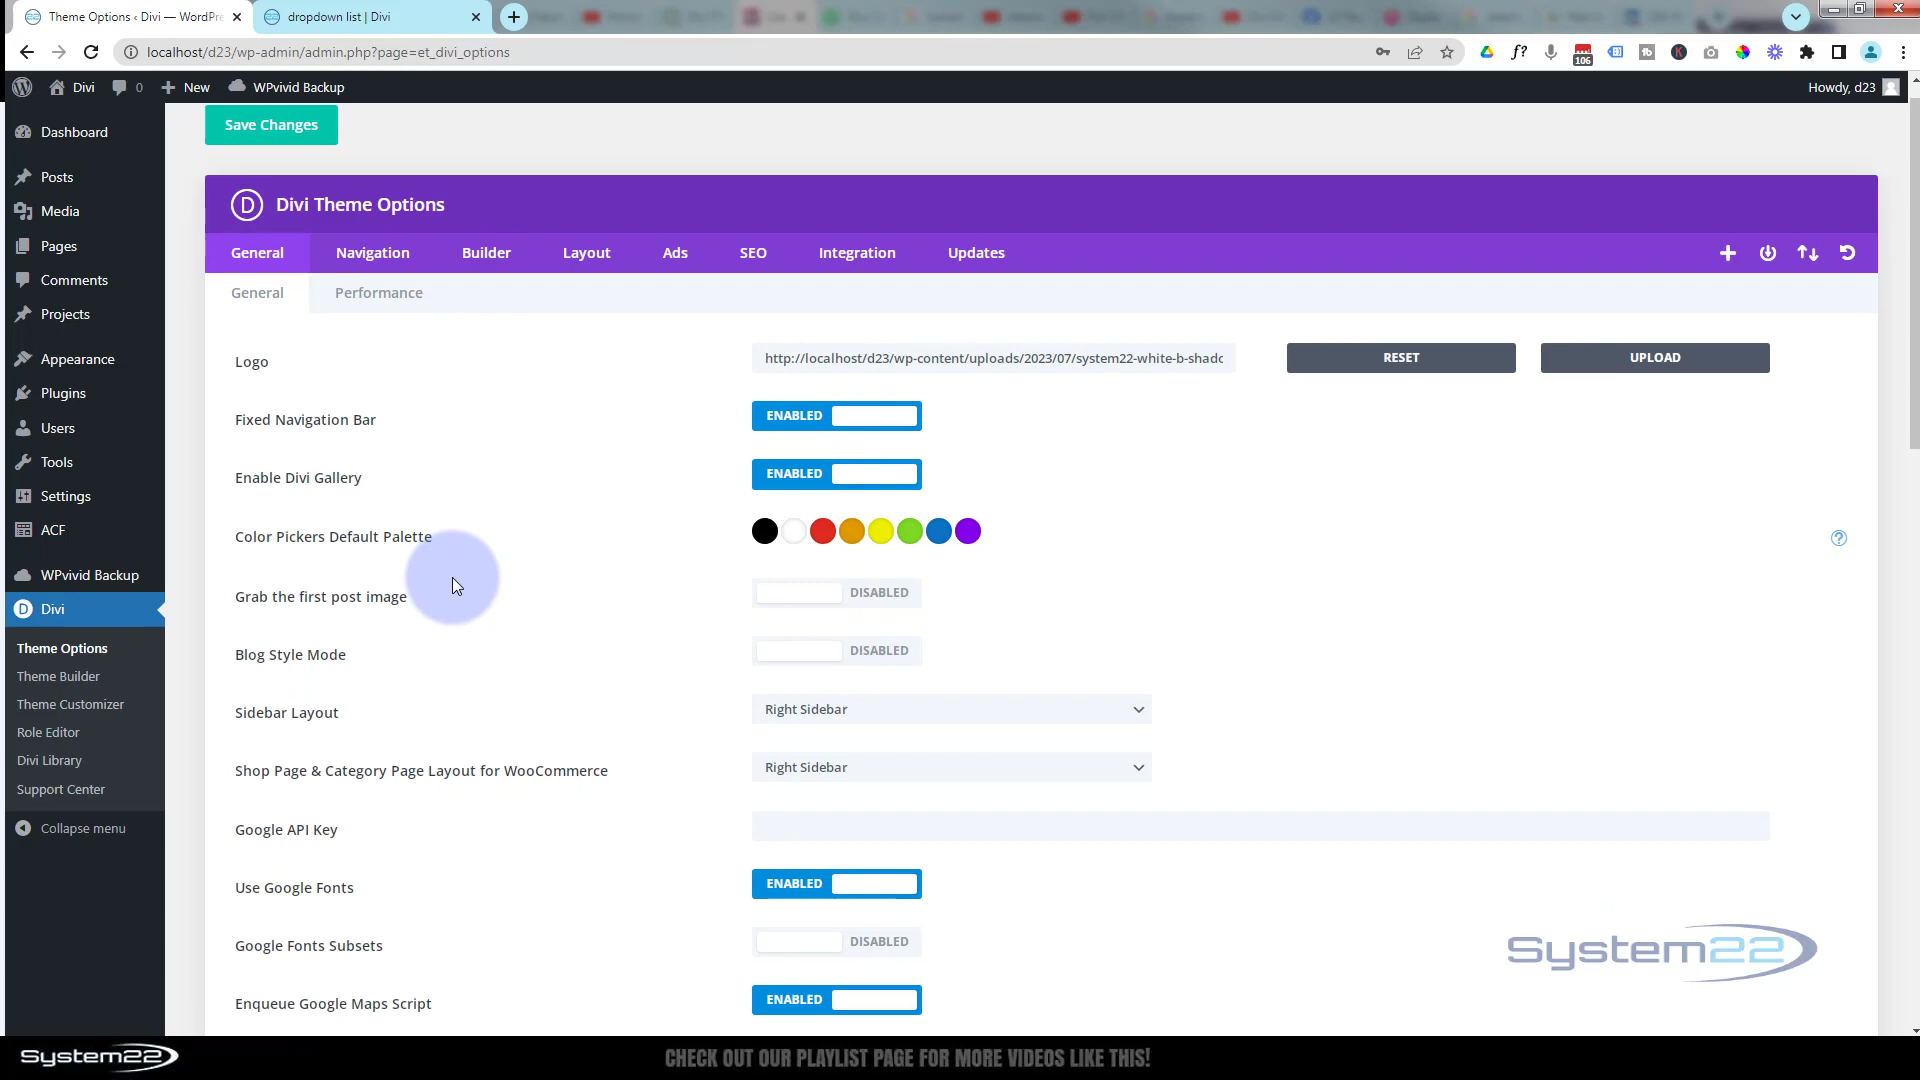 Theme Options ‹ Divi — WordPre
dropdown list | Divi
localhost/d23/wp-admin/admin.php?page=et_divi_options
106
Divi
0
New
WPvivid Backup
Howdy, d23
Dashboard
Posts
Media
Pages
Comments
Projects
Appearance
Plugins
Users
Tools
Settings
ACF
WPvivid Backup
Divi
Theme Options
Theme Builder
Theme Customizer
Role Editor
Divi Library
Support Center
Collapse menu
Save Changes
D Divi Theme Options
General Navigation Builder Layout Ads SEO Integration Updates
General Performance
Logo
http://localhost/d23/wp-content/uploads/2023/07/system22-white-b-shadc
RESET
UPLOAD
Fixed Navigation Bar
ENABLED
Enable Divi Gallery
ENABLED
Color Pickers Default Palette
Grab the first post image
DISABLED
Blog Style Mode
DISABLED
Sidebar Layout
Right Sidebar
Shop Page & Category Page Layout for WooCommerce
Right Sidebar
Google API Key
Use Google Fonts
ENABLED
Google Fonts Subsets
DISABLED
Enqueue Google Maps Script
ENABLED
System22
System22
CHECK OUT OUR PLAYLIST PAGE FOR MORE VIDEOS LIKE THIS!